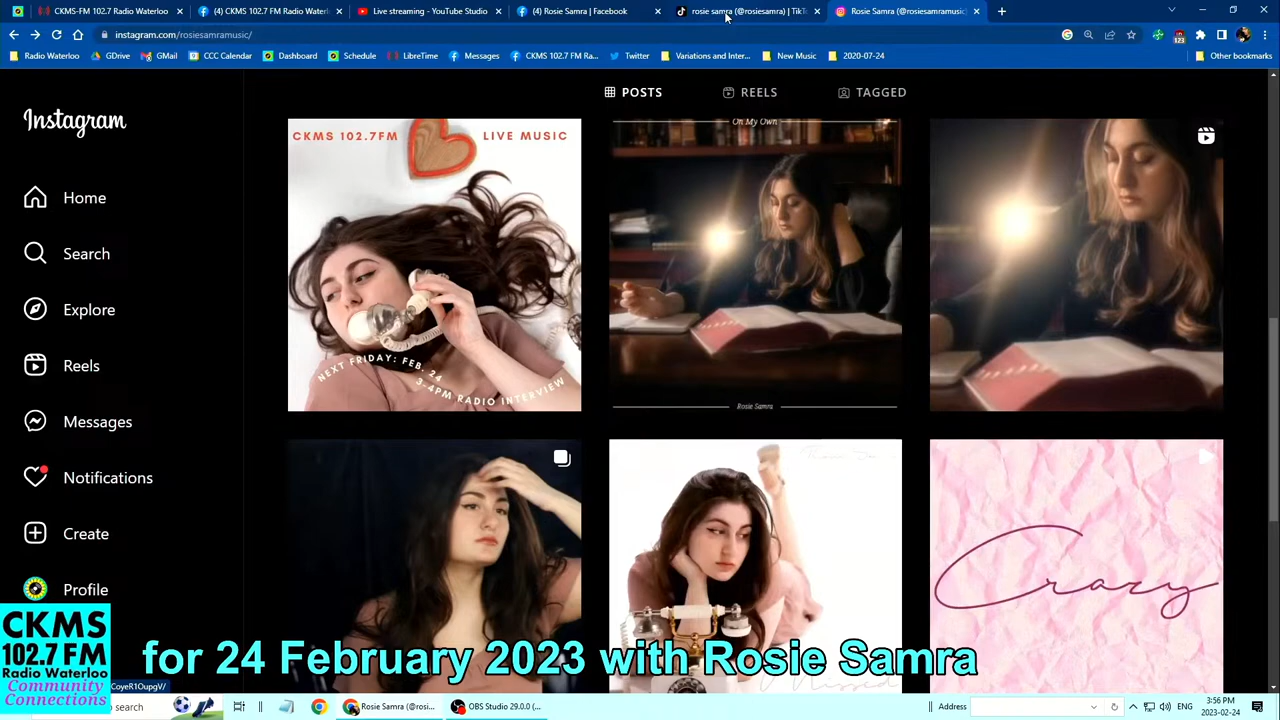 (4) CKMS-FM 102.7 Radio Waterloo
(4) CKMS 102.7 FM Radio Water
Live streaming - YouTube Studio
(4) Rosie Samra | Facebook
rosie samra (@rosiesamra) | TikT
Rosie Samra (@rosiesamramusic)
instagram.com/rosiesamramusic/
123
Radio Waterloo
GDrive
GMail
CCC Calendar
Dashboard
Schedule
LibreTime
Messages
CKMS 102.7 FM Ra...
Twitter
Variations and Inter...
New Music
2020-07-24
Other bookmarks
Instagram
POSTS
REELS
TAGGED
Home
Search
Explore
Reels
Messages
Notifications
Create
Profile
CKMS 102.7FM
LIVE MUSIC
NEXT FRIDAY: FEB. 24
3-4PM RADIO INTERVIEW
On My Own
Rosie Samra
Crazy
CKMS
102.7 FM
Radio Waterloo
Community
Connections
for 24 February 2023 with Rosie Samra
CoyeR1OupgV/
search
Rosie Samra (@rosi...
OBS Studio 29.0.0 (...
Address
ENG
3:56 PM
2023-02-24